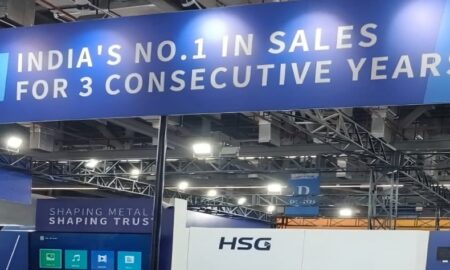 INDIA'S NO.1 IN SALES
FOR 3 CONSECUTIVE YEARS
D
SHAPING METAL
SHAPING TRUST
HSG